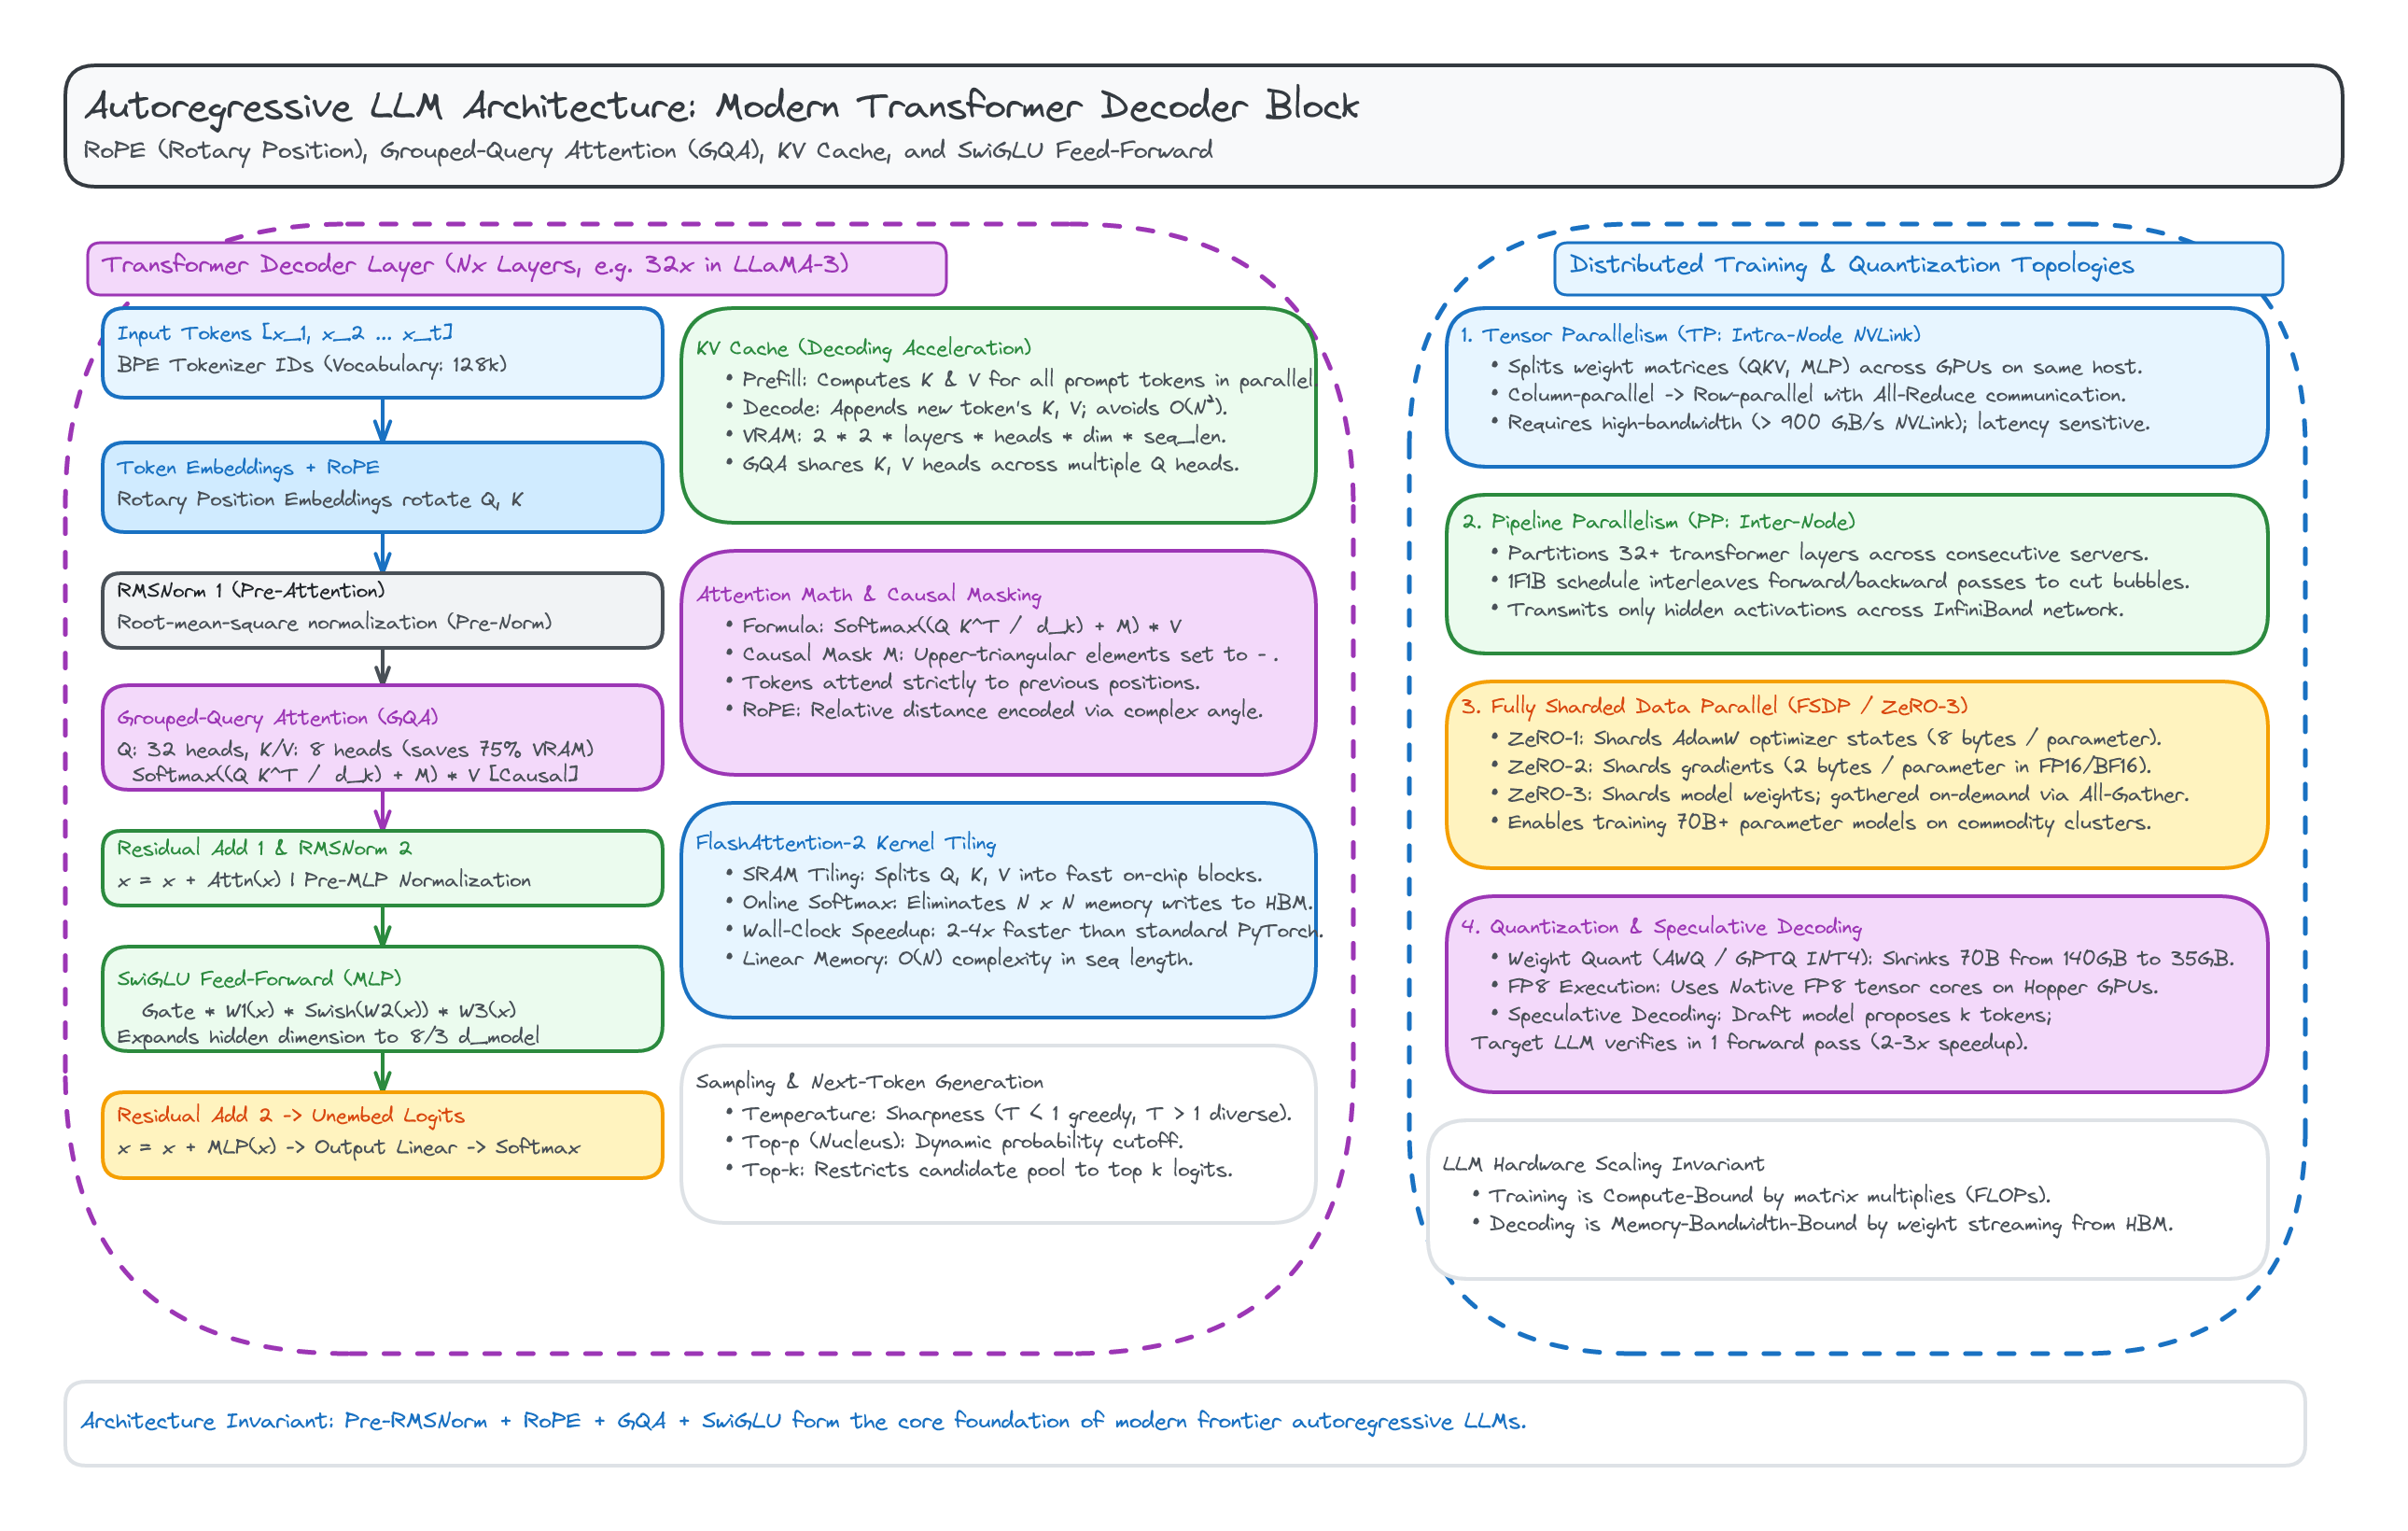 Autoregressive LLM Architecture: Modern Transformer Decoder Block
RoPE (Rotary Position), Grouped-Query Attention (GQA), KV Cache, and SwiGLU Feed-Forward
Transformer Decoder Layer (Nx Layers, e.g. 32x in LLaMA-3)
Input Tokens [x_1, x_2 ... x_t]
BPE Tokenizer IDs (Vocabulary: 128k)
Token Embeddings + RoPE
Rotary Position Embeddings rotate Q, K
RMSNorm 1 (Pre-Attention)
Root-mean-square normalization (Pre-Norm)
Grouped-Query Attention (GQA)
Q: 32 heads, K/V: 8 heads (saves 75% VRAM)
Softmax((Q K^T / d_k) + M) * V [Causal]
Residual Add 1 & RMSNorm 2
x = x + Attn(x) | Pre-MLP Normalization
SwiGLU Feed-Forward (MLP)
Gate * W1(x) * Swish(W2(x)) * W3(x)
Expands hidden dimension to 8/3 d_model
Residual Add 2 -> Unembed Logits
x = x + MLP(x) -> Output Linear -> Softmax
KV Cache (Decoding Acceleration)
• Prefill: Computes K & V for all prompt tokens in parallel.
• Decode: Appends new token's K, V; avoids O(N²).
• VRAM: 2 * 2 * layers * heads * dim * seq_len.
• GQA shares K, V heads across multiple Q heads.
Attention Math & Causal Masking
• Formula: Softmax((Q K^T / d_k) + M) * V
• Causal Mask M: Upper-triangular elements set to - .
• Tokens attend strictly to previous positions.
• RoPE: Relative distance encoded via complex angle.
FlashAttention-2 Kernel Tiling
• SRAM Tiling: Splits Q, K, V into fast on-chip blocks.
• Online Softmax: Eliminates N x N memory writes to HBM.
• Wall-Clock Speedup: 2-4x faster than standard PyTorch.
• Linear Memory: O(N) complexity in seq length.
Sampling & Next-Token Generation
• Temperature: Sharpness (T < 1 greedy, T > 1 diverse).
• Top-p (Nucleus): Dynamic probability cutoff.
• Top-k: Restricts candidate pool to top k logits.
Distributed Training & Quantization Topologies
1. Tensor Parallelism (TP: Intra-Node NVLink)
• Splits weight matrices (QKV, MLP) across GPUs on same host.
• Column-parallel -> Row-parallel with All-Reduce communication.
• Requires high-bandwidth (> 900 GB/s NVLink); latency sensitive.
2. Pipeline Parallelism (PP: Inter-Node)
• Partitions 32+ transformer layers across consecutive servers.
• 1F1B schedule interleaves forward/backward passes to cut bubbles.
• Transmits only hidden activations across InfiniBand network.
3. Fully Sharded Data Parallel (FSDP / ZeRO-3)
• ZeRO-1: Shards AdamW optimizer states (8 bytes / parameter).
• ZeRO-2: Shards gradients (2 bytes / parameter in FP16/BF16).
• ZeRO-3: Shards model weights; gathered on-demand via All-Gather.
• Enables training 70B+ parameter models on commodity clusters.
4. Quantization & Speculative Decoding
• Weight Quant (AWQ / GPTQ INT4): Shrinks 70B from 140GB to 35GB.
• FP8 Execution: Uses Native FP8 tensor cores on Hopper GPUs.
• Speculative Decoding: Draft model proposes k tokens;
Target LLM verifies in 1 forward pass (2-3x speedup).
LLM Hardware Scaling Invariant
• Training is Compute-Bound by matrix multiplies (FLOPs).
• Decoding is Memory-Bandwidth-Bound by weight streaming from HBM.
Architecture Invariant: Pre-RMSNorm + RoPE + GQA + SwiGLU form the core foundation of modern frontier autoregressive LLMs.